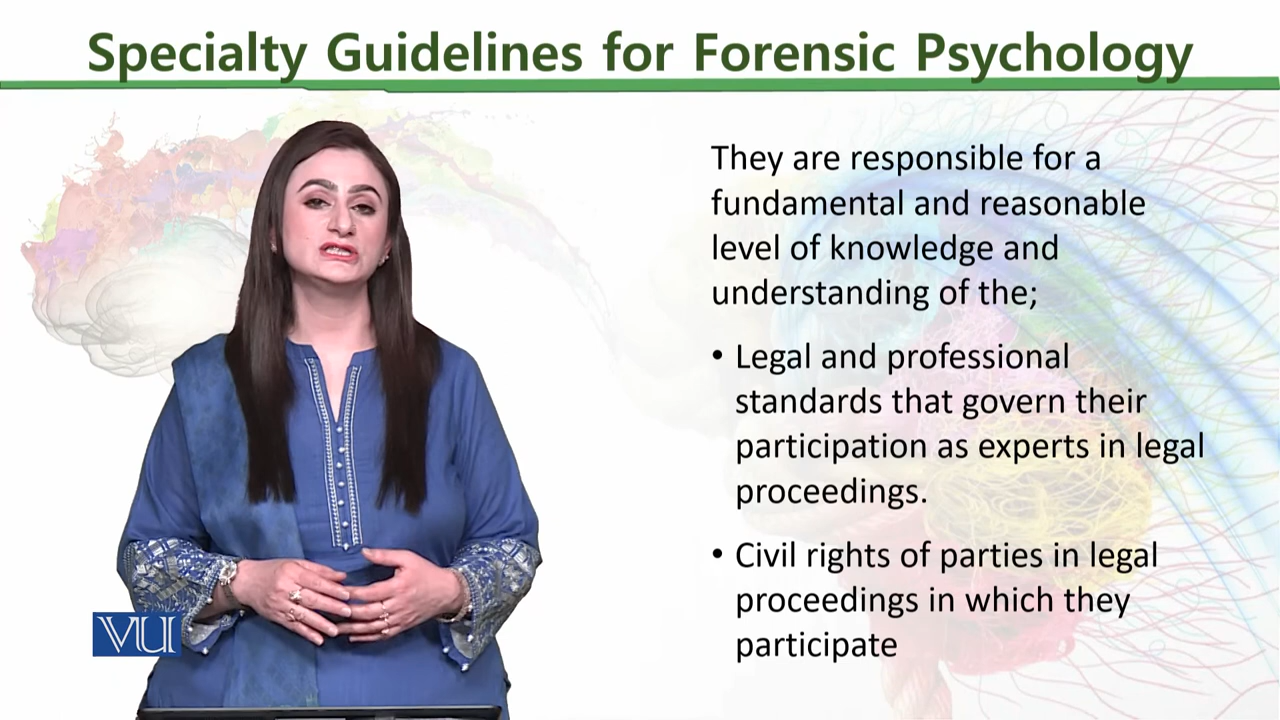 Specialty Guidelines for Forensic Psychology
They are responsible for a
fundamental and reasonable
level of knowledge and
understanding of the;
• Legal and professional
standards that govern their
participation as experts in legal
proceedings.
• Civil rights of parties in legal
proceedings in which they
participate
VU